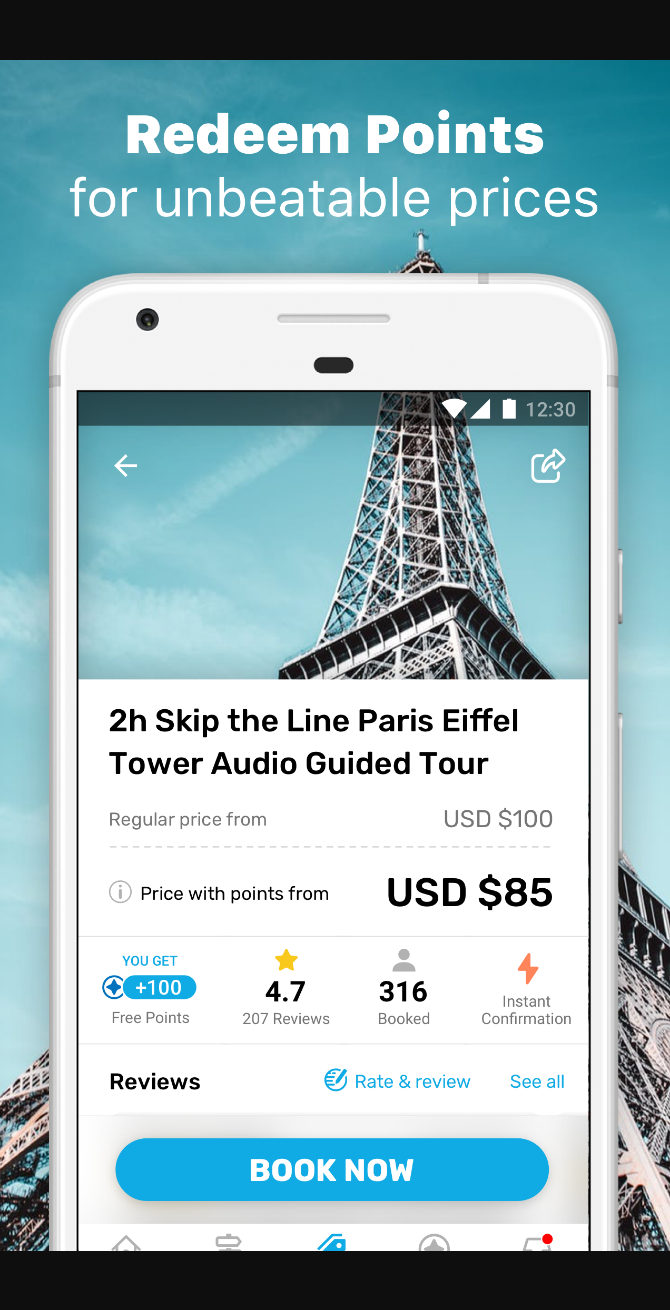 Redeem Points
for unbeatable prices
12:30
2h Skip the Line Paris Eiffel
Tower Audio Guided Tour
Regular price from USD $100
Price with points from USD $85
YOU GET
+100
Free Points
4.7
207 Reviews
316
Booked
Instant
Confirmation
Reviews Rate & review See all
BOOK NOW